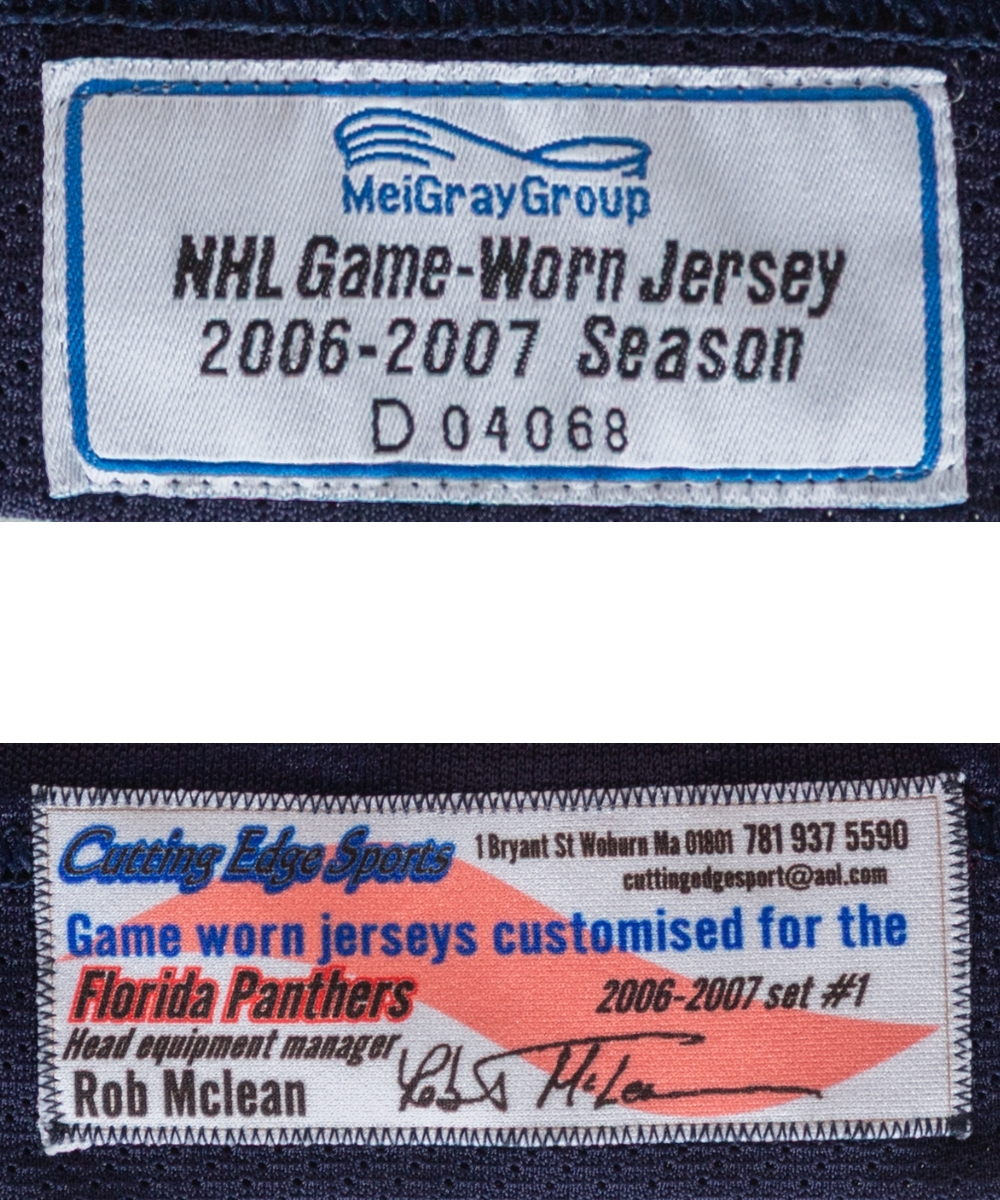 MeiGrayGroup
NHL Game-Worn Jersey
2006-2007 Season
D 04068
Cutting Edge Sports 1 Bryant St Woburn Ma 01801 781 937 5590
cuttingedgesport@aol.com
Game worn jerseys customised for the
Florida Panthers 2006-2007 set #1
Head equipment manager
Rob Mclean